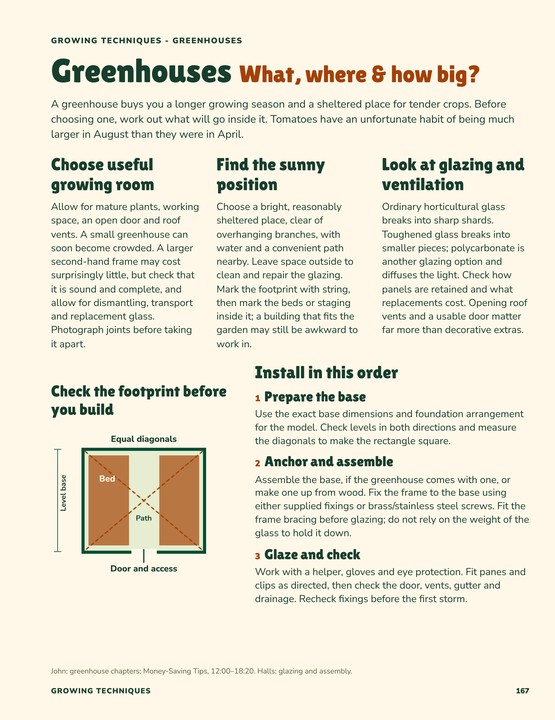 GROWING TECHNIQUES - GREENHOUSES
Greenhouses What, where & how big?
A greenhouse buys you a longer growing season and a sheltered place for tender crops. Before
choosing one, work out what will go inside it. Tomatoes have an unfortunate habit of being much
larger in August than they were in April.
Choose useful
growing room
Allow for mature plants, working
space, an open door and roof
vents. A small greenhouse can
soon become crowded. A larger
second-hand frame may cost
surprisingly little, but check that
it is sound and complete, and
allow for dismantling, transport
and replacement glass.
Photograph joints before taking
it apart.
Find the sunny
position
Choose a bright, reasonably
sheltered place, clear of
overhanging branches, with
water and a convenient path
nearby. Leave space outside to
clean and repair the glazing.
Mark the footprint with string,
then mark the beds or staging
inside it; a building that fits the
garden may still be awkward to
work in.
Look at glazing and
ventilation
Ordinary horticultural glass
breaks into sharp shards.
Toughened glass breaks into
smaller pieces; polycarbonate is
another glazing option and
diffuses the light. Check how
panels are retained and what
replacements cost. Opening roof
vents and a usable door matter
far more than decorative extras.
Check the footprint before
you build
Equal diagonals
Level base
Bed
Path
Door and access
Install in this order
1 Prepare the base
Use the exact base dimensions and foundation arrangement
for the model. Check levels in both directions and measure
the diagonals to make the rectangle square.
2 Anchor and assemble
Assemble the base, if the greenhouse comes with one, or
make one up from wood. Fix the frame to the base using
either supplied fixings or brass/stainless steel screws. Fit the
frame bracing before glazing; do not rely on the weight of the
glass to hold it down.
3 Glaze and check
Work with a helper, gloves and eye protection. Fit panes and
clips as directed, then check the door, vents, gutter and
drainage. Recheck fixings before the first storm.
John: greenhouse chapters; Money-Saving Tips, 12:00–18:20. Halls: glazing and assembly.
GROWING TECHNIQUES
167